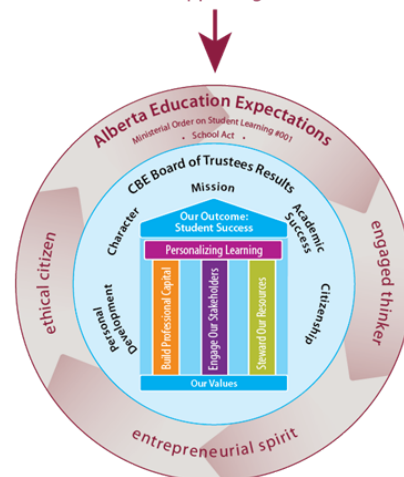 Alberta Education Expectations
Ministerial Order on Student Learning #001
· School Act ·
CBE Board of Trustees Results
Mission
Character
Academic
Success
Our Outcome:
Student Success
Personalizing Learning
Build Professional Capital
Engage Our Stakeholders
Steward Our Resources
Personal
Development
Citizenship
Our Values
ethical citizen
engaged thinker
entrepreneurial spirit